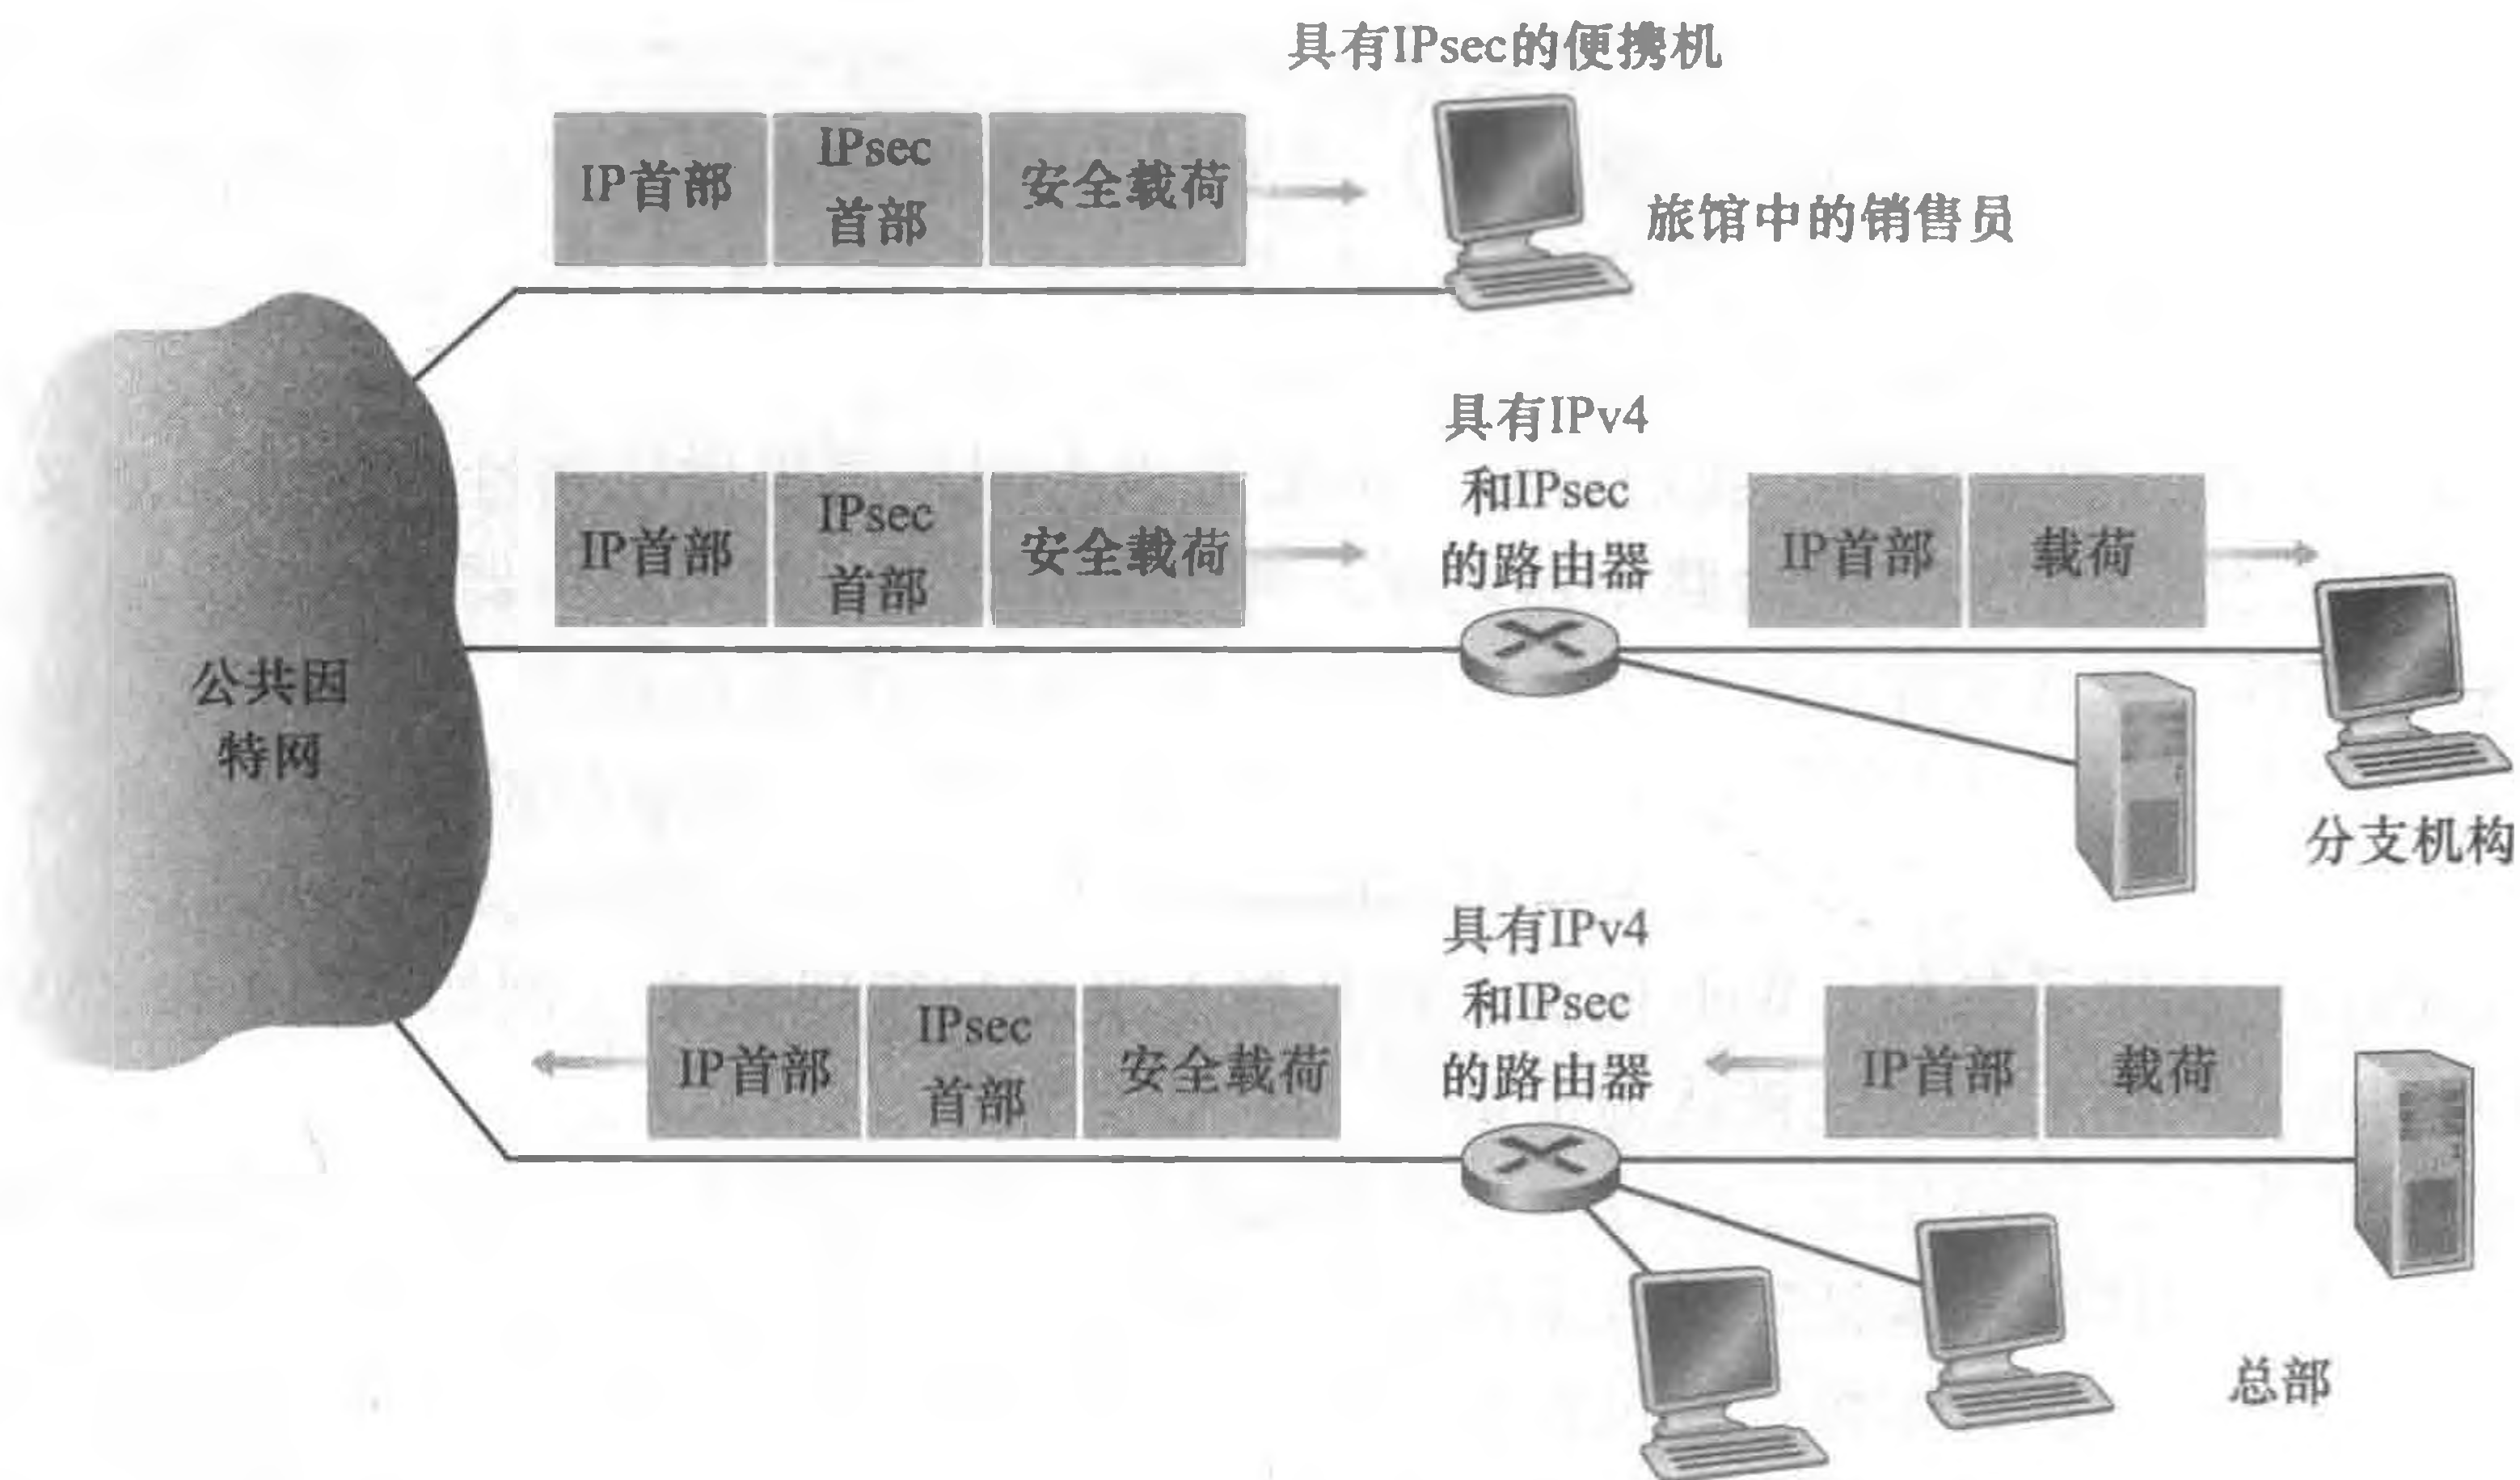 具有IPsec的便携机
IP首部
IPsec
首部
安全载荷
旅馆中的销售员
具有IPv4
和IPsec
的路由器
IP首部
IPsec
首部
安全载荷
IP首部
载荷
公共因
特网
分支机构
具有IPv4
和IPsec
的路由器
IP首部
IPsec
首部
安全载荷
IP首部
载荷
总部